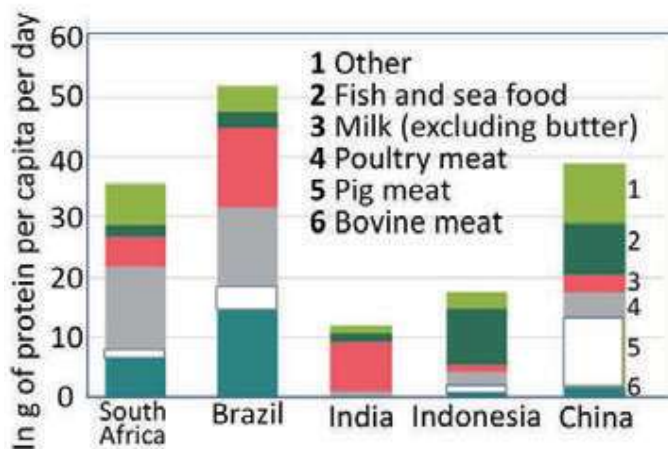 In g of protein per capita per day
60
50
40
30
20
10
0
1 Other
2 Fish and sea food
3 Milk (excluding butter)
4 Poultry meat
5 Pig meat
6 Bovine meat
1
2
3
4
5
6
South
Africa
Brazil
India
Indonesia
China